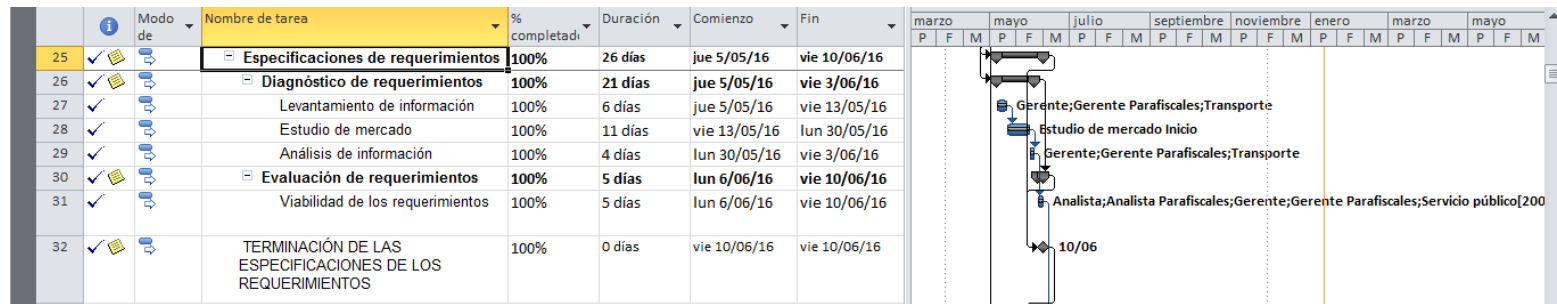 Modo de Nombre de tarea % completado Duración Comienzo Fin
marzo mayo julio septiembre noviembre enero marzo mayo
P F M P F M P F M P F M P F M P F M P F M P F M
25 Especificaciones de requerimientos 100% 26 días jue 5/05/16 vie 10/06/16
26 Diagnóstico de requerimientos 100% 21 días jue 5/05/16 vie 3/06/16
27 Levantamiento de información 100% 6 días jue 5/05/16 vie 13/05/16 Gerente;Gerente Parafiscales;Transporte
28 Estudio de mercado 100% 11 días vie 13/05/16 lun 30/05/16 Estudio de mercado Inicio
29 Análisis de información 100% 4 días lun 30/05/16 vie 3/06/16 Gerente;Gerente Parafiscales;Transporte
30 Evaluación de requerimientos 100% 5 días lun 6/06/16 vie 10/06/16
31 Viabilidad de los requerimientos 100% 5 días lun 6/06/16 vie 10/06/16 Analista;Analista Parafiscales;Gerente;Gerente Parafiscales;Servicio público[200
32 TERMINACIÓN DE LAS 100% 0 días vie 10/06/16 vie 10/06/16 10/06
ESPECIFICACIONES DE LOS
REQUERIMIENTOS